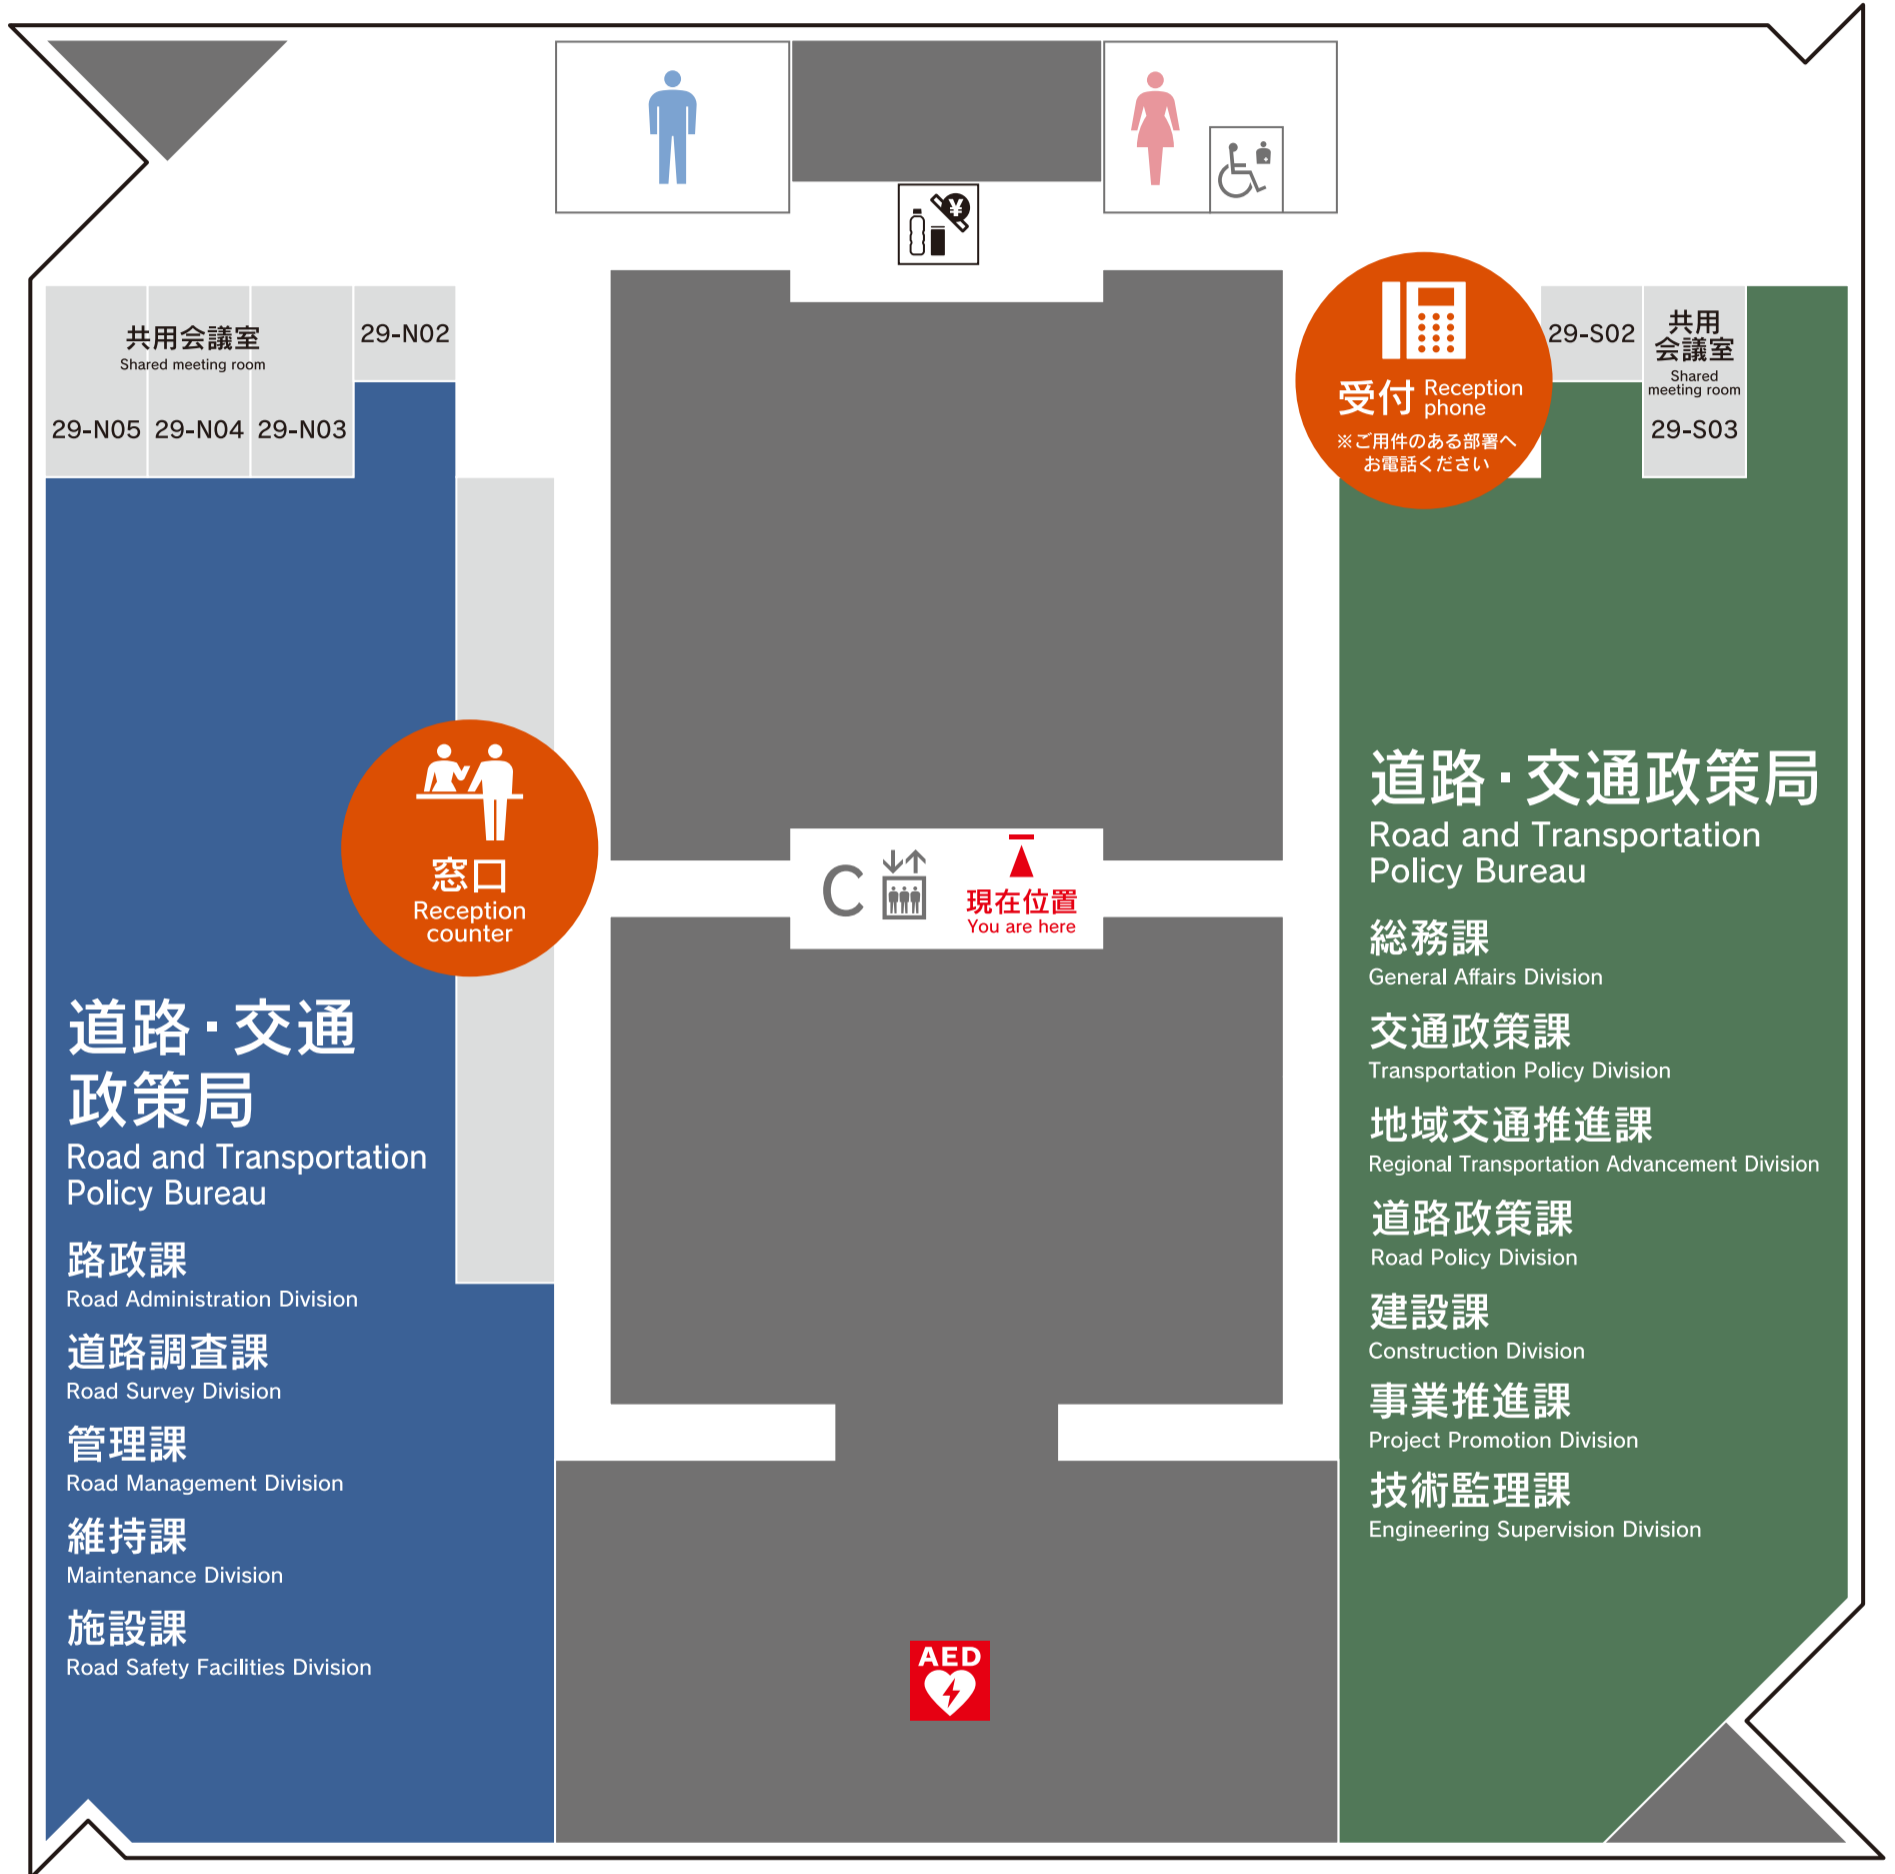 共用会議室
Shared meeting room
29-N05
29-N04
29-N03
29-N02
¥
受付
Reception
phone
※ご用件のある部署へ
お電話ください
29-S02
共用
会議室
Shared
meeting room
29-S03
窓口
Reception
counter
C
現在位置
You are here
道路・交通
政策局
Road and Transportation
Policy Bureau
路政課
Road Administration Division
道路調査課
Road Survey Division
管理課
Road Management Division
維持課
Maintenance Division
施設課
Road Safety Facilities Division
道路・交通政策局
Road and Transportation
Policy Bureau
総務課
General Affairs Division
交通政策課
Transportation Policy Division
地域交通推進課
Regional Transportation Advancement Division
道路政策課
Road Policy Division
建設課
Construction Division
事業推進課
Project Promotion Division
技術監理課
Engineering Supervision Division
AED